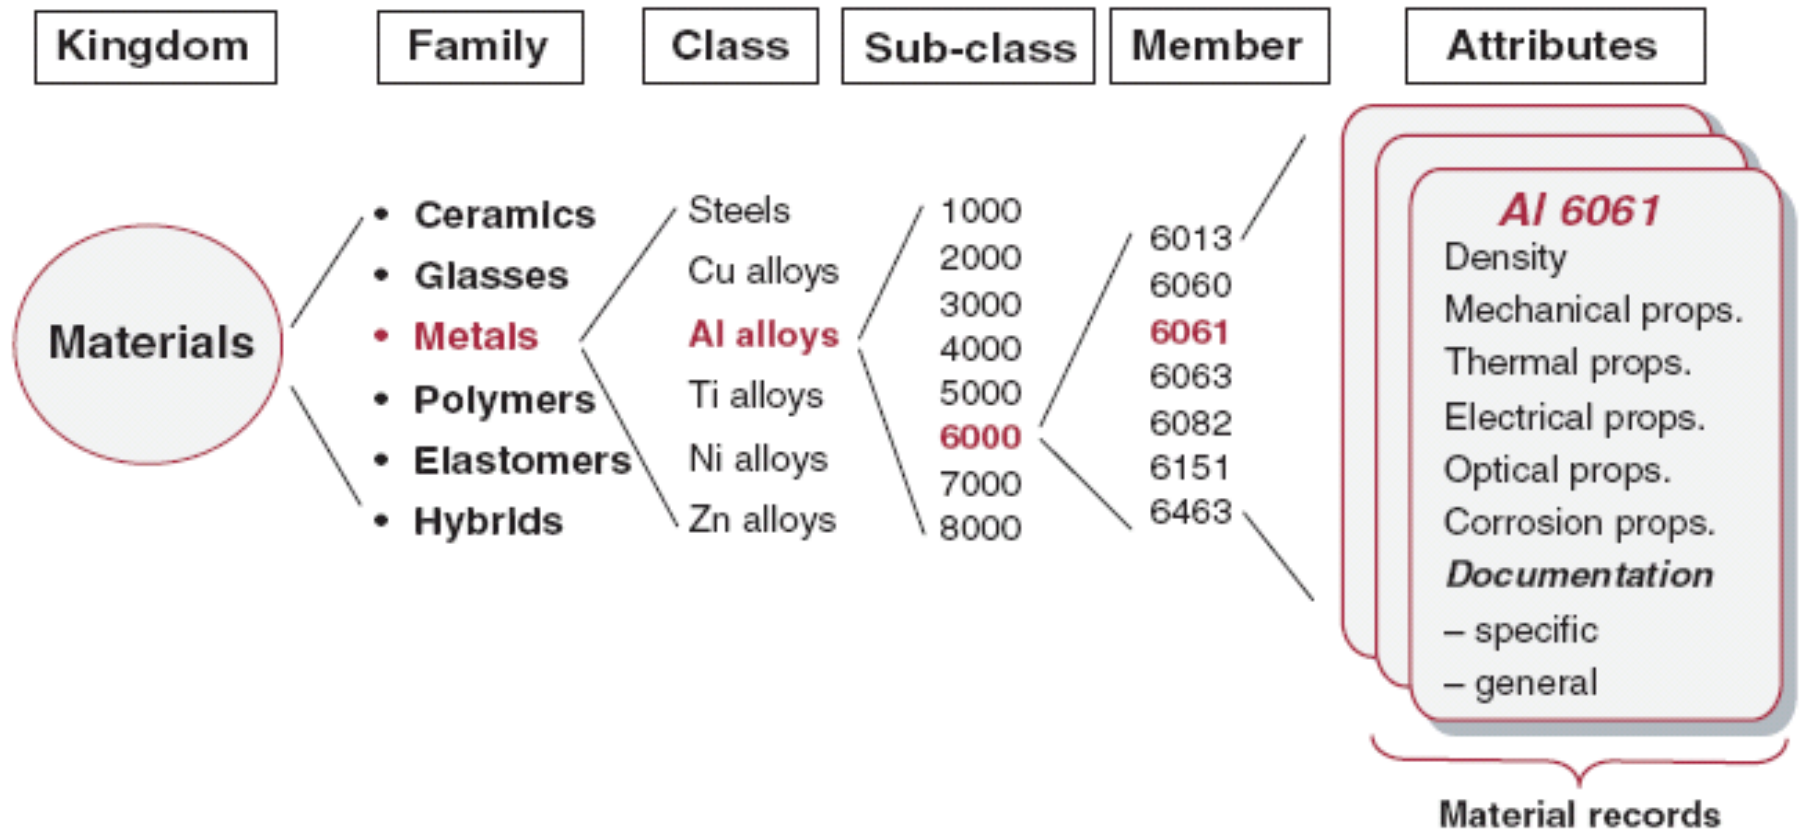 Kingdom
Family
Class
Sub-class
Member
Attributes
Materials
• Ceramics
• Glasses
• Metals
• Polymers
• Elastomers
• Hybrids
Steels
Cu alloys
Al alloys
Ti alloys
Ni alloys
Zn alloys
1000
2000
3000
4000
5000
6000
7000
8000
6013
6060
6061
6063
6082
6151
6463
Al 6061
Density
Mechanical props.
Thermal props.
Electrical props.
Optical props.
Corrosion props.
Documentation
– specific
– general
Material records